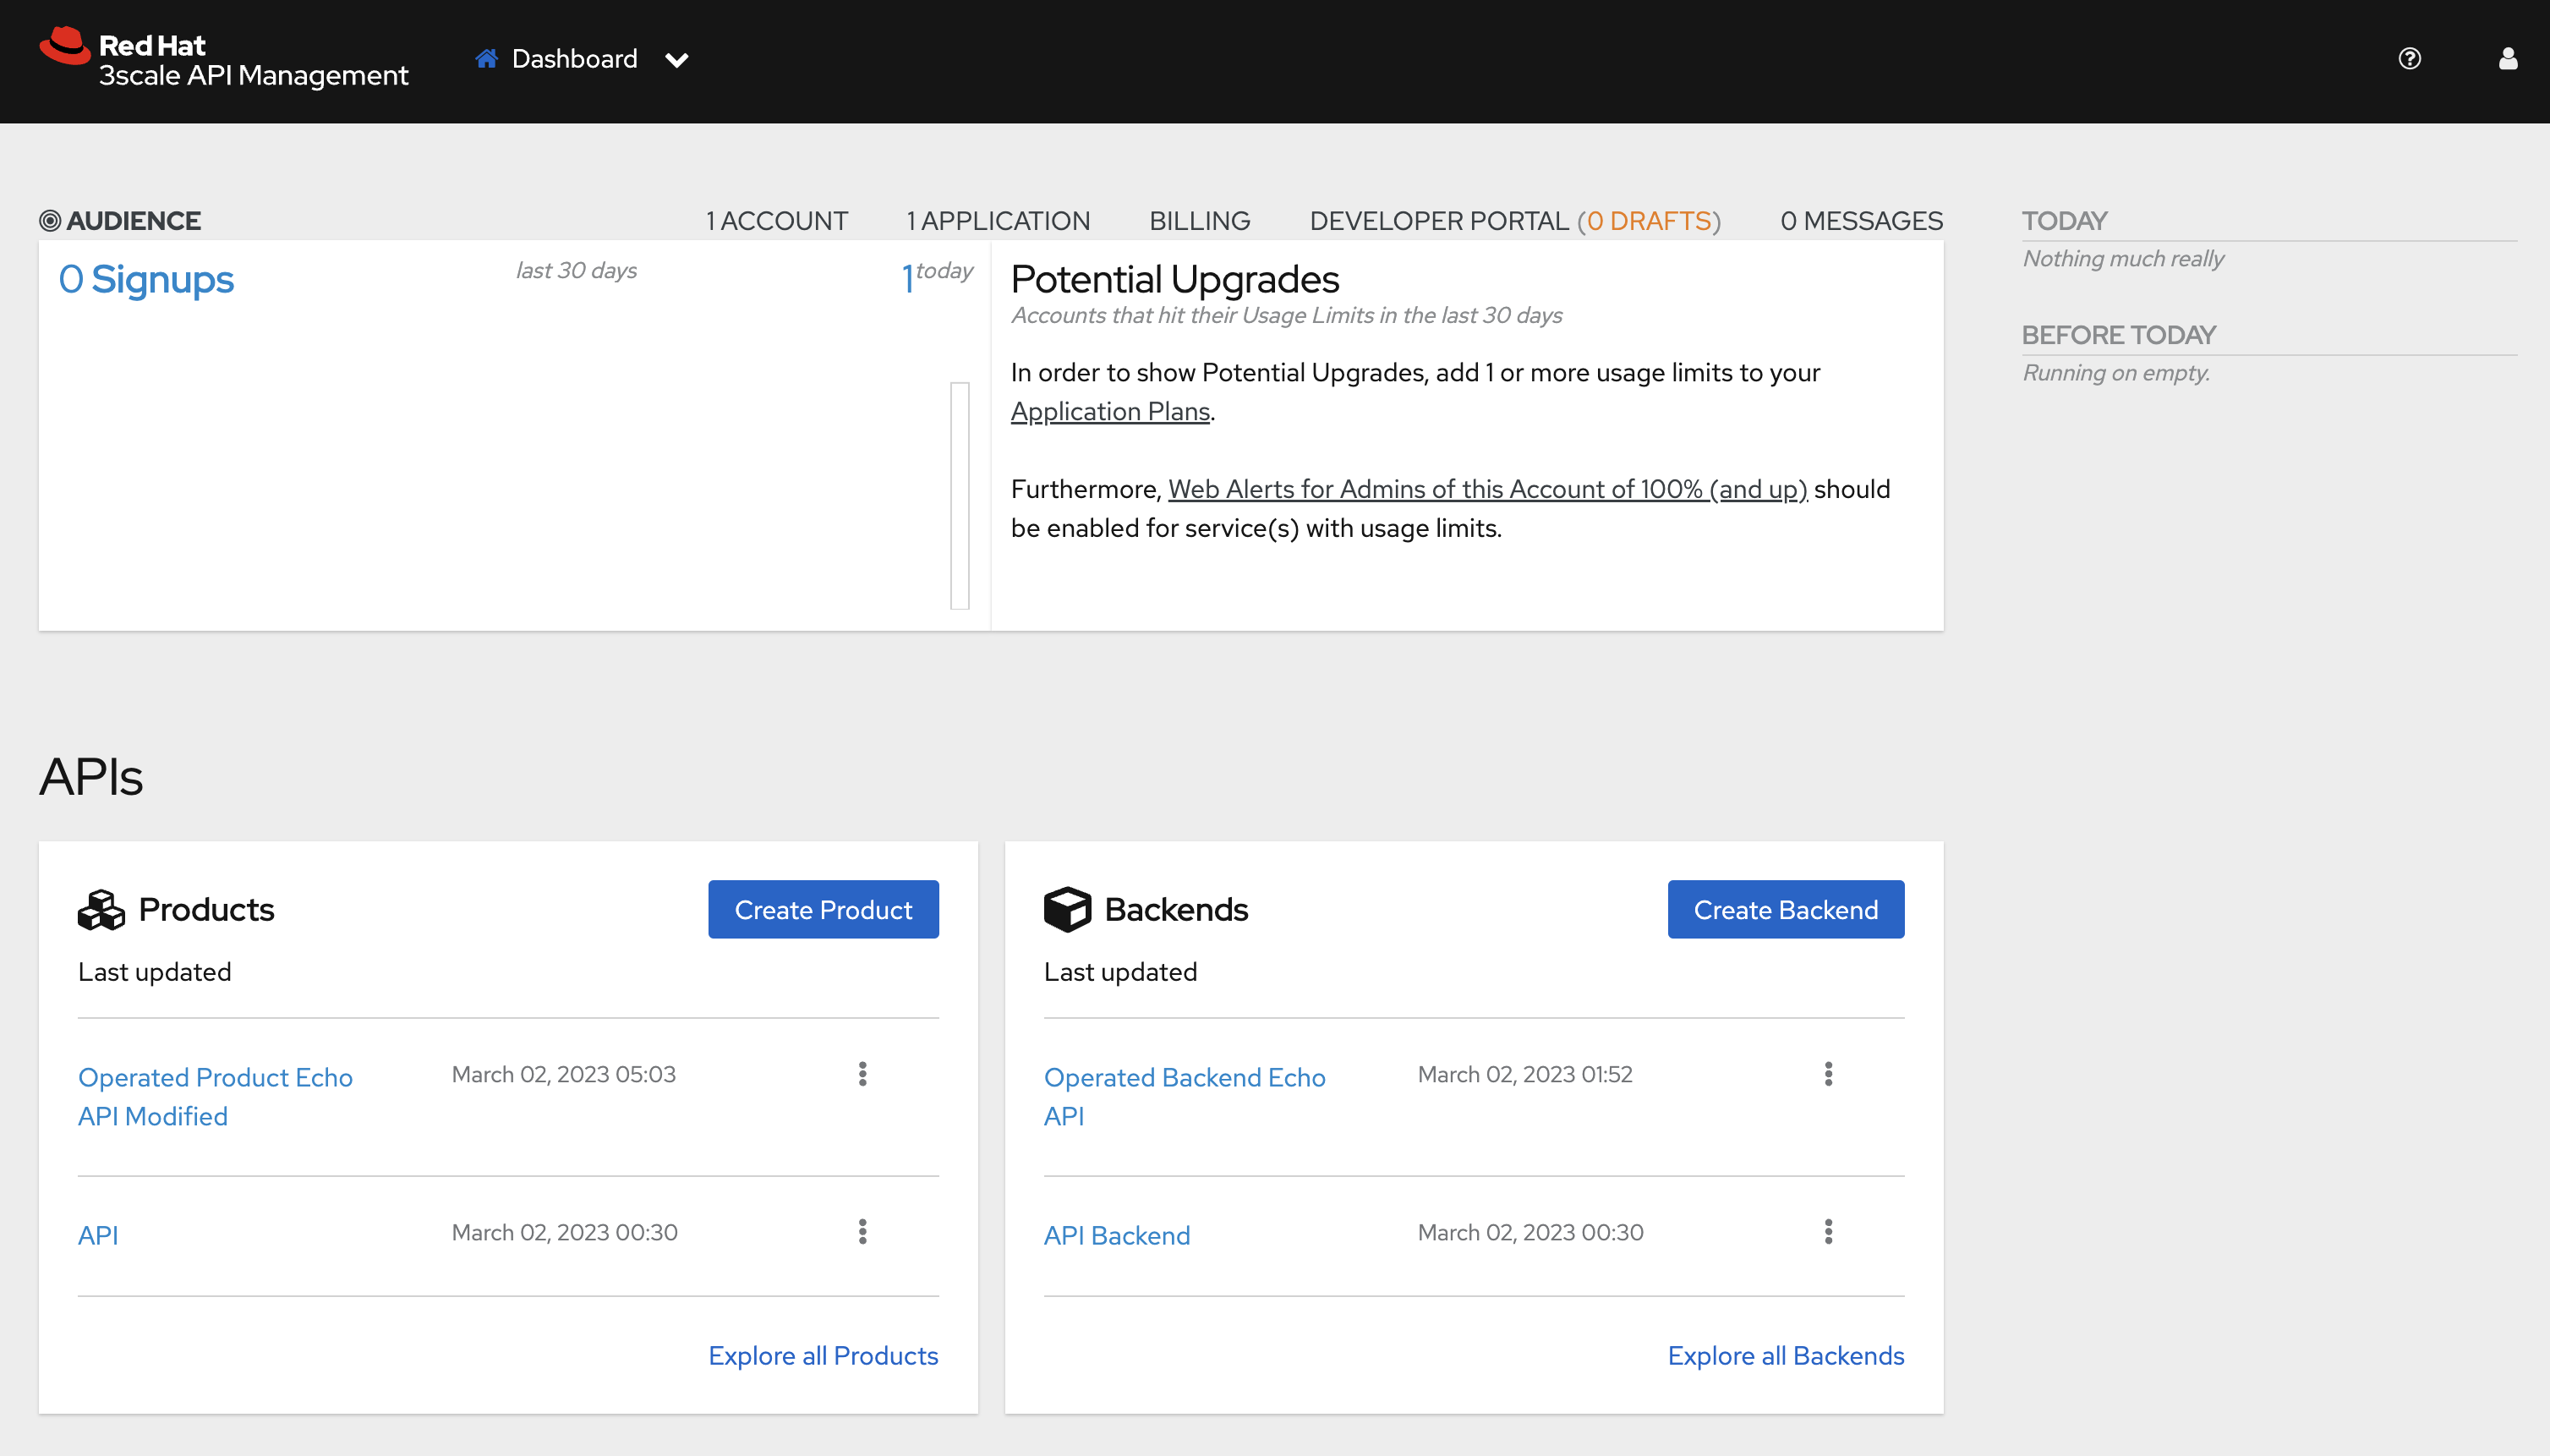 Red Hat
3scale API Management
Dashboard
AUDIENCE
1 ACCOUNT
1 APPLICATION
BILLING
DEVELOPER PORTAL (0 DRAFTS)
0 MESSAGES
0 Signups
last 30 days
1 today
Potential Upgrades
Accounts that hit their Usage Limits in the last 30 days
In order to show Potential Upgrades, add 1 or more usage limits to your
Application Plans.
Furthermore, Web Alerts for Admins of this Account of 100% (and up) should
be enabled for service(s) with usage limits.
TODAY
Nothing much really
BEFORE TODAY
Running on empty.
APIs
Products
Create Product
Last updated
Operated Product Echo
API Modified
March 02, 2023 05:03
API
March 02, 2023 00:30
Explore all Products
Backends
Create Backend
Last updated
Operated Backend Echo
API
March 02, 2023 01:52
API Backend
March 02, 2023 00:30
Explore all Backends